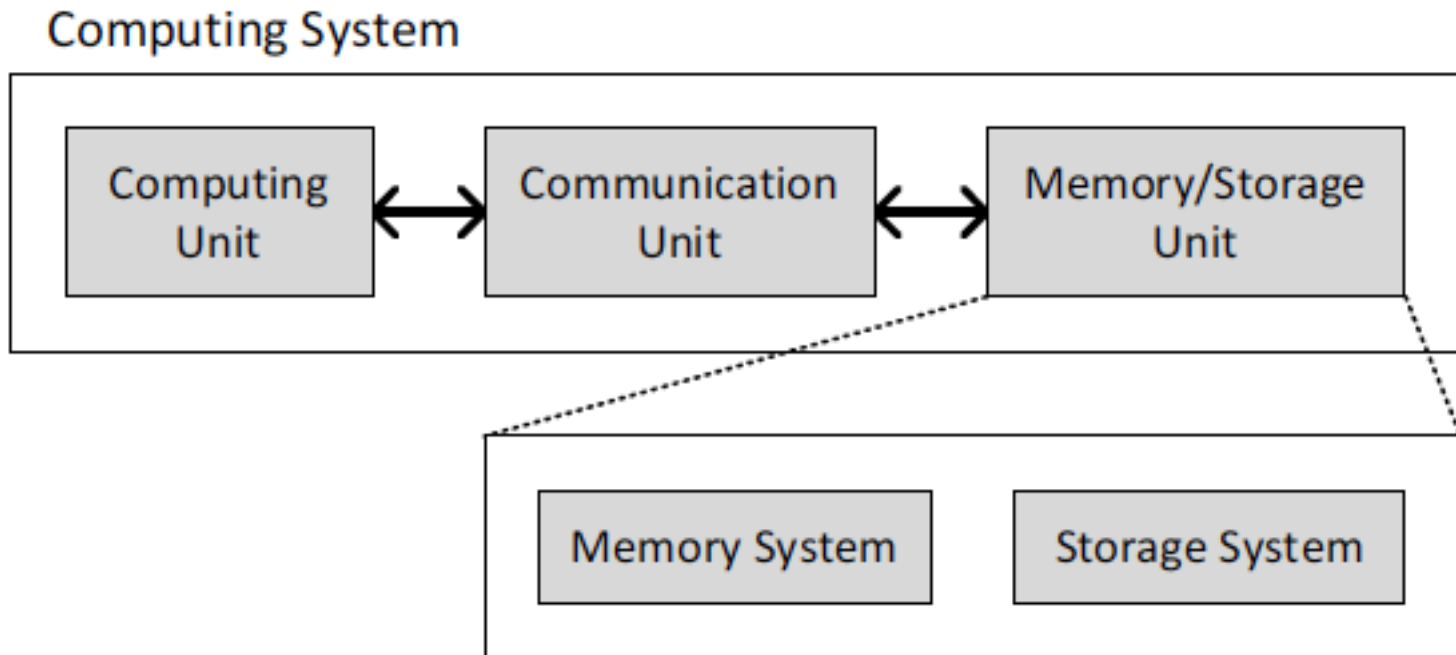 Computing System
Computing
Unit
Communication
Unit
Memory/Storage
Unit
Memory System
Storage System